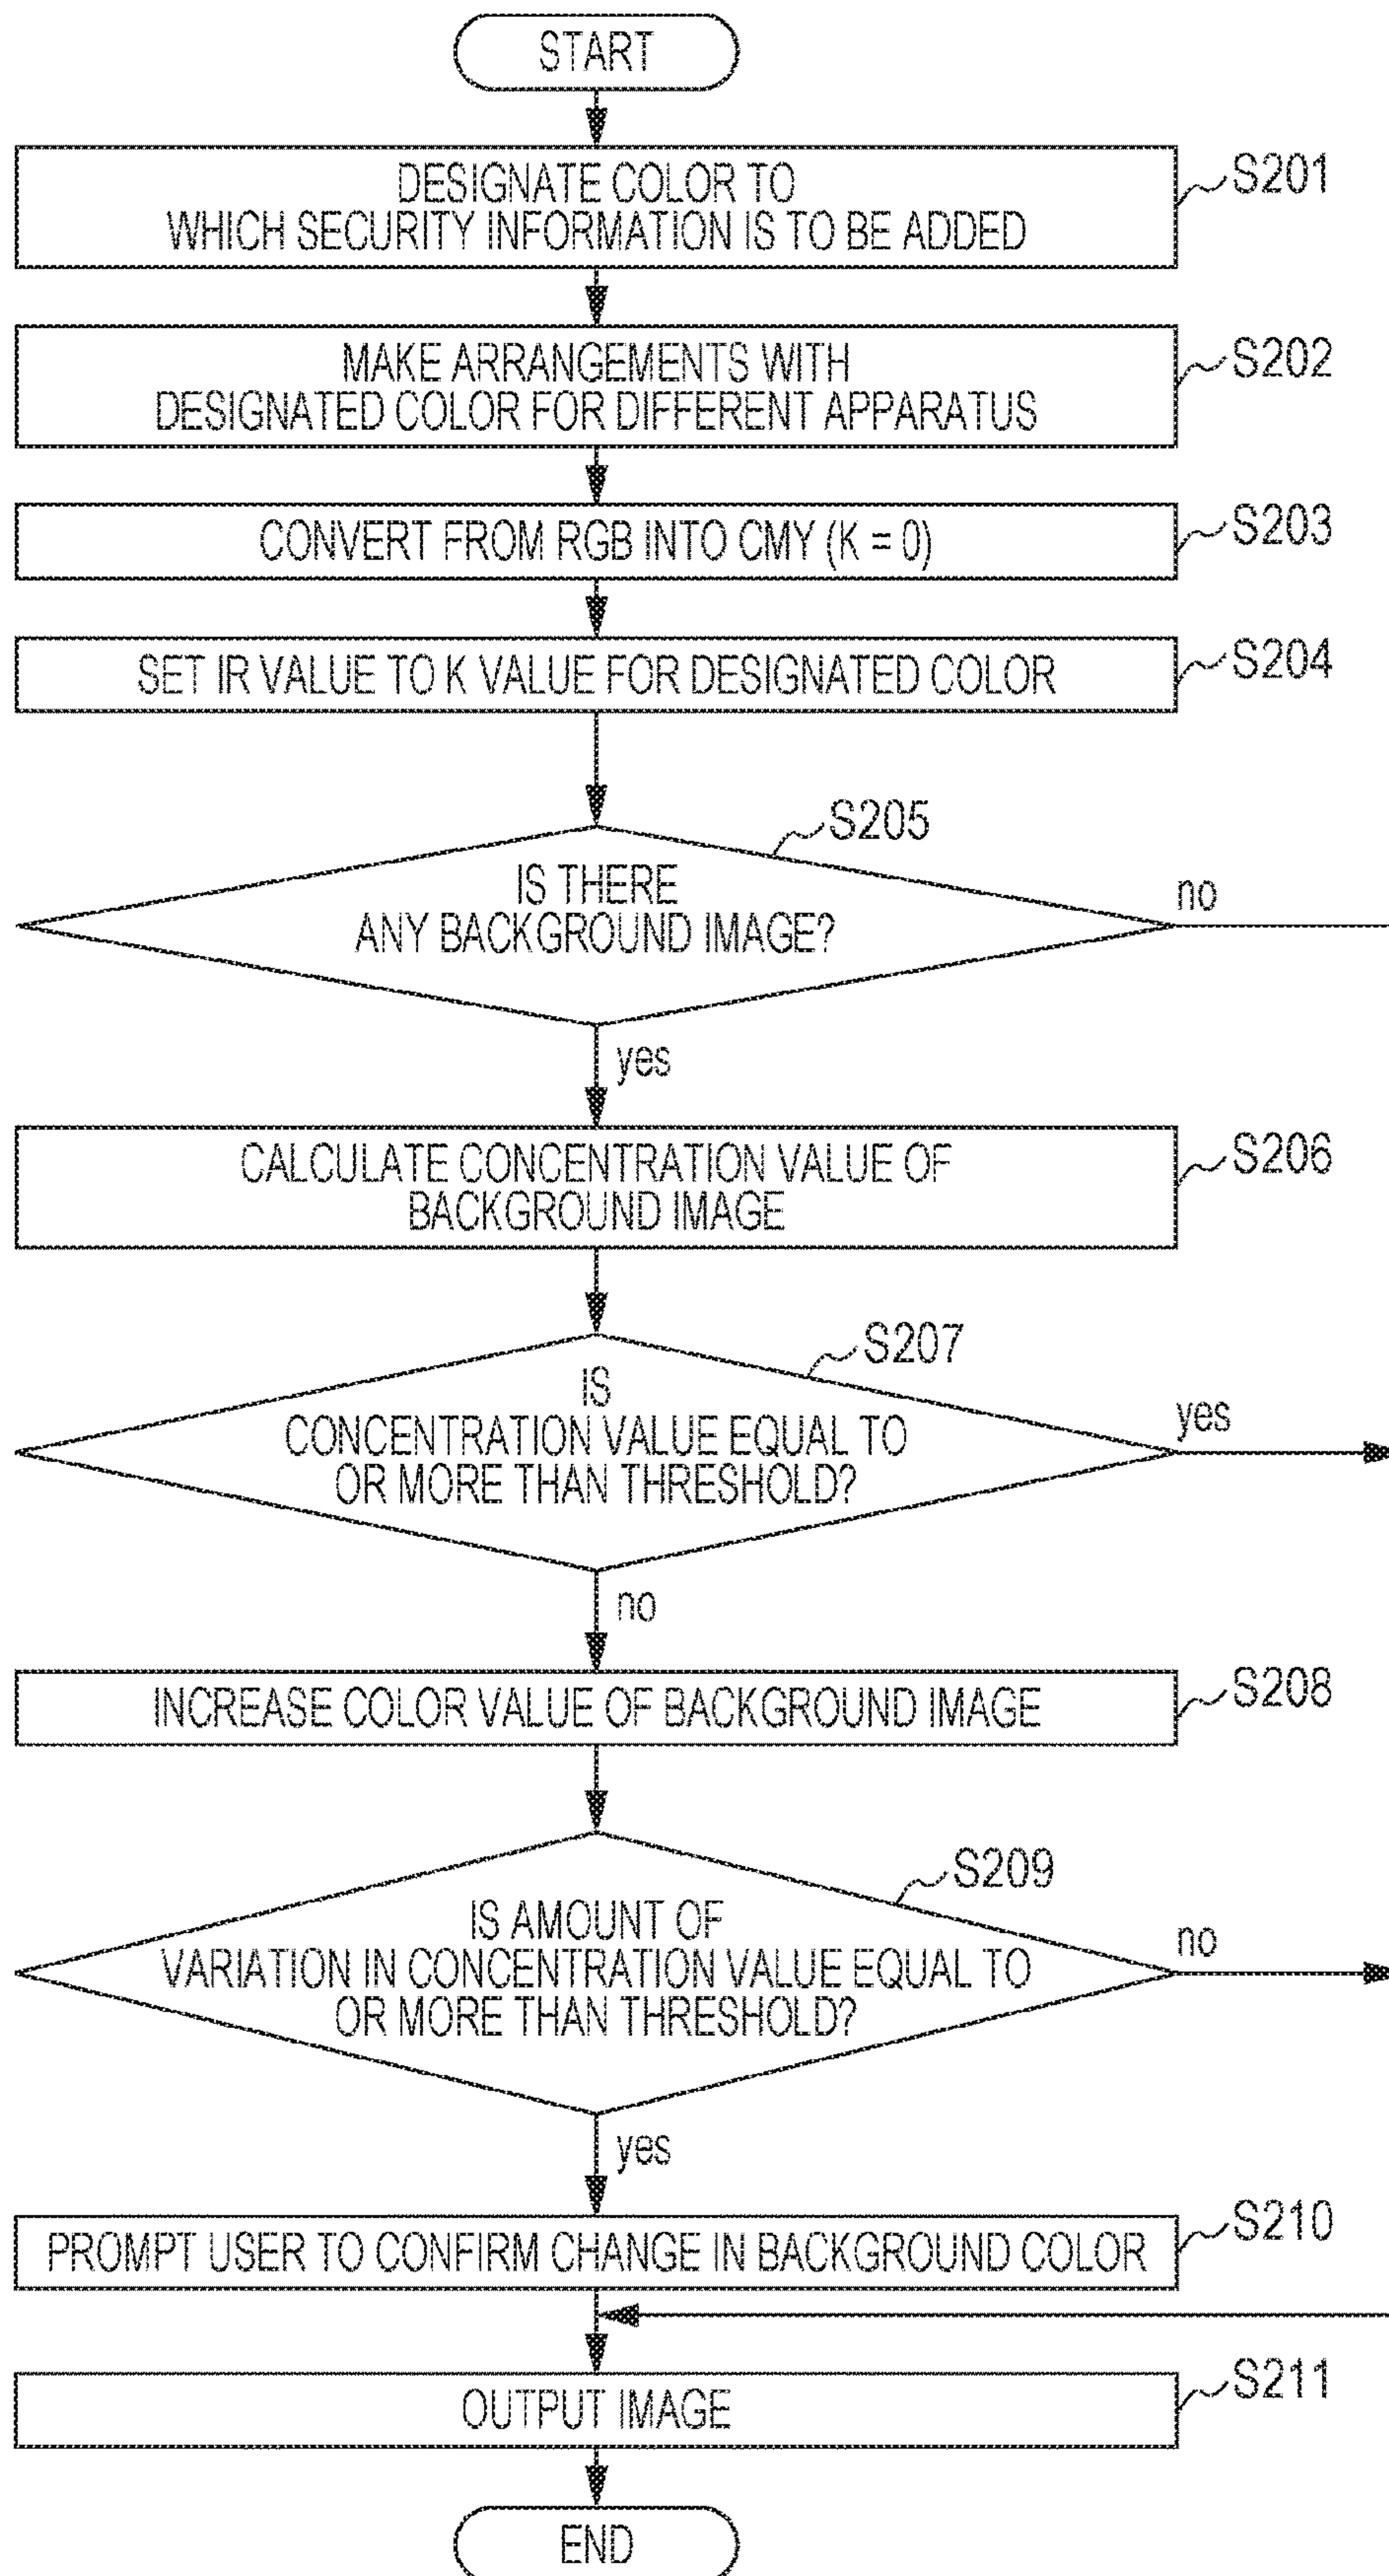 START
DESIGNATE COLOR TO
WHICH SECURITY INFORMATION IS TO BE ADDED
S201
MAKE ARRANGEMENTS WITH
DESIGNATED COLOR FOR DIFFERENT APPARATUS
S202
CONVERT FROM RGB INTO CMY (K = 0)
S203
SET IR VALUE TO K VALUE FOR DESIGNATED COLOR
S204
S205
IS THERE
ANY BACKGROUND IMAGE?
no
yes
CALCULATE CONCENTRATION VALUE OF
BACKGROUND IMAGE
S206
S207
IS
CONCENTRATION VALUE EQUAL TO
OR MORE THAN THRESHOLD?
yes
no
INCREASE COLOR VALUE OF BACKGROUND IMAGE
S208
S209
IS AMOUNT OF
VARIATION IN CONCENTRATION VALUE EQUAL TO
OR MORE THAN THRESHOLD?
no
yes
PROMPT USER TO CONFIRM CHANGE IN BACKGROUND COLOR
S210
OUTPUT IMAGE
S211
END